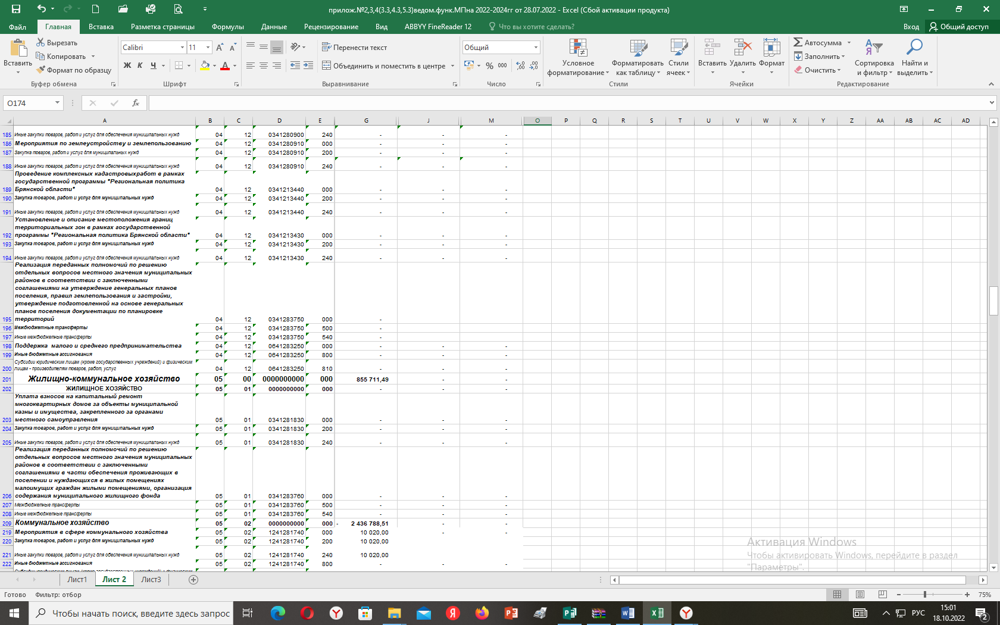 прилож.№2,3,4(3.3,4.3,5.3)ведом.функ.МПна 2022-2024гг от 28.07.2022 - Excel (Сбой активации продукта)
Файл Главная Вставка Разметка страницы Формулы Данные Рецензирование Вид ABBYY FineReader 12 Что вы хотите сделать? Вход Общий доступ
Вставить Вырезать Копировать Формат по образцу
Calibri 11 Ж К Ч
Перенести текст
Объединить и поместить в центре
Общий % 000
Условное форматирование Форматировать как таблицу Стили ячеек
Вставить Удалить Формат
Автосумма Заполнить Очистить
Сортировка и фильтр Найти и выделить
Буфер обмена Шрифт Выравнивание Число Стили Ячейки Редактирование
O174 fx
A B C D E G J M O P Q R S T U V W X Y Z AA AB AC AD
185 Иные закупки товаров, работ и услуг для обеспечения муниципальных нужд 04 12 0341280900 240 - - -
186 Мероприятия по землеустройству и землепользованию 04 12 0341280910 000 - - -
187 Закупка товаров, работ и услуг для муниципальных нужд 04 12 0341280910 200 - - -
188 Иные закупки товаров, работ и услуг для обеспечения муниципальных нужд 04 12 0341280910 240 - - -
Проведение комплексных кадастровыхработ в рамках
государственной программы "Региональная политика
189 Брянской области" 04 12 0341213440 000 - - -
190 Закупка товаров, работ и услуг для муниципальных нужд 04 12 0341213440 200 - - -
191 Иные закупки товаров, работ и услуг для обеспечения муниципальных нужд 04 12 0341213440 240 - - -
Установление и описание местоположения границ
территориальных зон в рамках государственной
192 программы "Региональная политика Брянской области" 04 12 0341213430 000 - - -
193 Закупка товаров, работ и услуг для муниципальных нужд 04 12 0341213430 200 - - -
194 Иные закупки товаров, работ и услуг для обеспечения муниципальных нужд 04 12 0341213430 240 - - -
Реализация переданных полномочий по решению
отдельных вопросов местного значения муниципальных
районов в соответствии с заключенными
соглашениями на утверждение генеральных планов
поселения, правил землепользования и застройки,
утверждение подготовленной на основе генеральных
планов поселения документации по планировке
195 территорий 04 12 0341283750 000 -
196 Межбюджетные трансферты 04 12 0341283750 500 -
197 Иные межбюджетные трансферты 04 12 0341283750 540 -
198 Поддержка малого и среднего предпринимательства 04 12 0641283250 000 - - -
199 Иные бюджетные ассигнования 04 12 0641283250 800 - - -
Субсидии юридическим лицам (кроме государственных учреждений) и физическим
200 лицам - производителям товаров, работ, услуг 04 12 0641283250 810 - - -
201 Жилищно-коммунальное хозяйство 05 00 0000000000 000 855 711,49 - -
202 ЖИЛИЩНОЕ ХОЗЯЙСТВО 05 01 0000000000 000 - - -
Уплата взносов на капитальный ремонт
многоквартирных домов за объекты муниципальной
казны и имущества, закрепленного за органами
203 местного самоуправления 05 01 0341281830 000 - - -
204 Закупка товаров, работ и услуг для муниципальных нужд 05 01 0341281830 200 - - -
205 Иные закупки товаров, работ и услуг для обеспечения муниципальных нужд 05 01 0341281830 240 - - -
Реализация переданных полномочий по решению
отдельных вопросов местного значения муниципальных
районов в соответствии с заключенными
соглашениями в части обеспечения проживающих в
поселении и нуждающихся в жилых помещениях
малоимущих граждан жилыми помещениями, организация
206 содержания муниципального жилищного фонда 05 01 0341283760 000 - - -
207 Межбюджетные трансферты 05 01 0341283760 500 - - -
208 Иные межбюджетные трансферты 05 01 0341283760 540 - - -
209 Коммунальное хозяйство 05 02 0000000000 000 - 2 436 788,51 - -
219 Мероприятия в сфере коммунального хозяйства 05 02 1241281740 000 10 020,00 - -
220 Закупка товаров, работ и услуг для муниципальных нужд 05 02 1241281740 200 10 020,00
221 Иные закупки товаров, работ и услуг для обеспечения муниципальных нужд 05 02 1241281740 240 10 020,00
222 Иные бюджетные ассигнования 05 02 1241281740 800 - - -
Активация Windows
Чтобы активировать Windows, перейдите в раздел
"Параметры".
Лист1 Лист 2 Лист3
Готово Фильтр: отбор 75%
Чтобы начать поиск, введите здесь запрос
РУС 15:01
18.10.2022 2